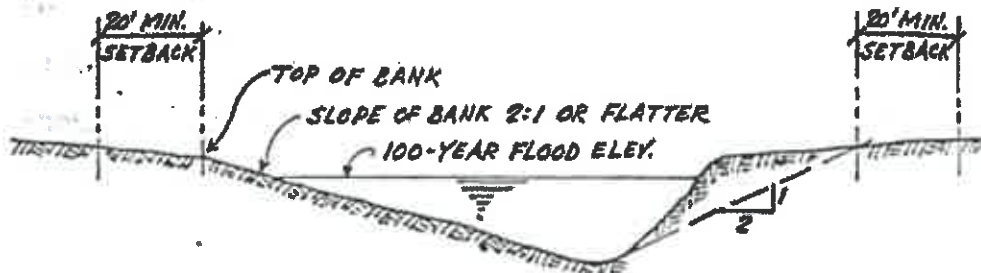 20' MIN.
SETBACK
20' MIN.
SETBACK
TOP OF BANK
SLOPE OF BANK 2:1 OR FLATTER
100-YEAR FLOOD ELEV.
1
2